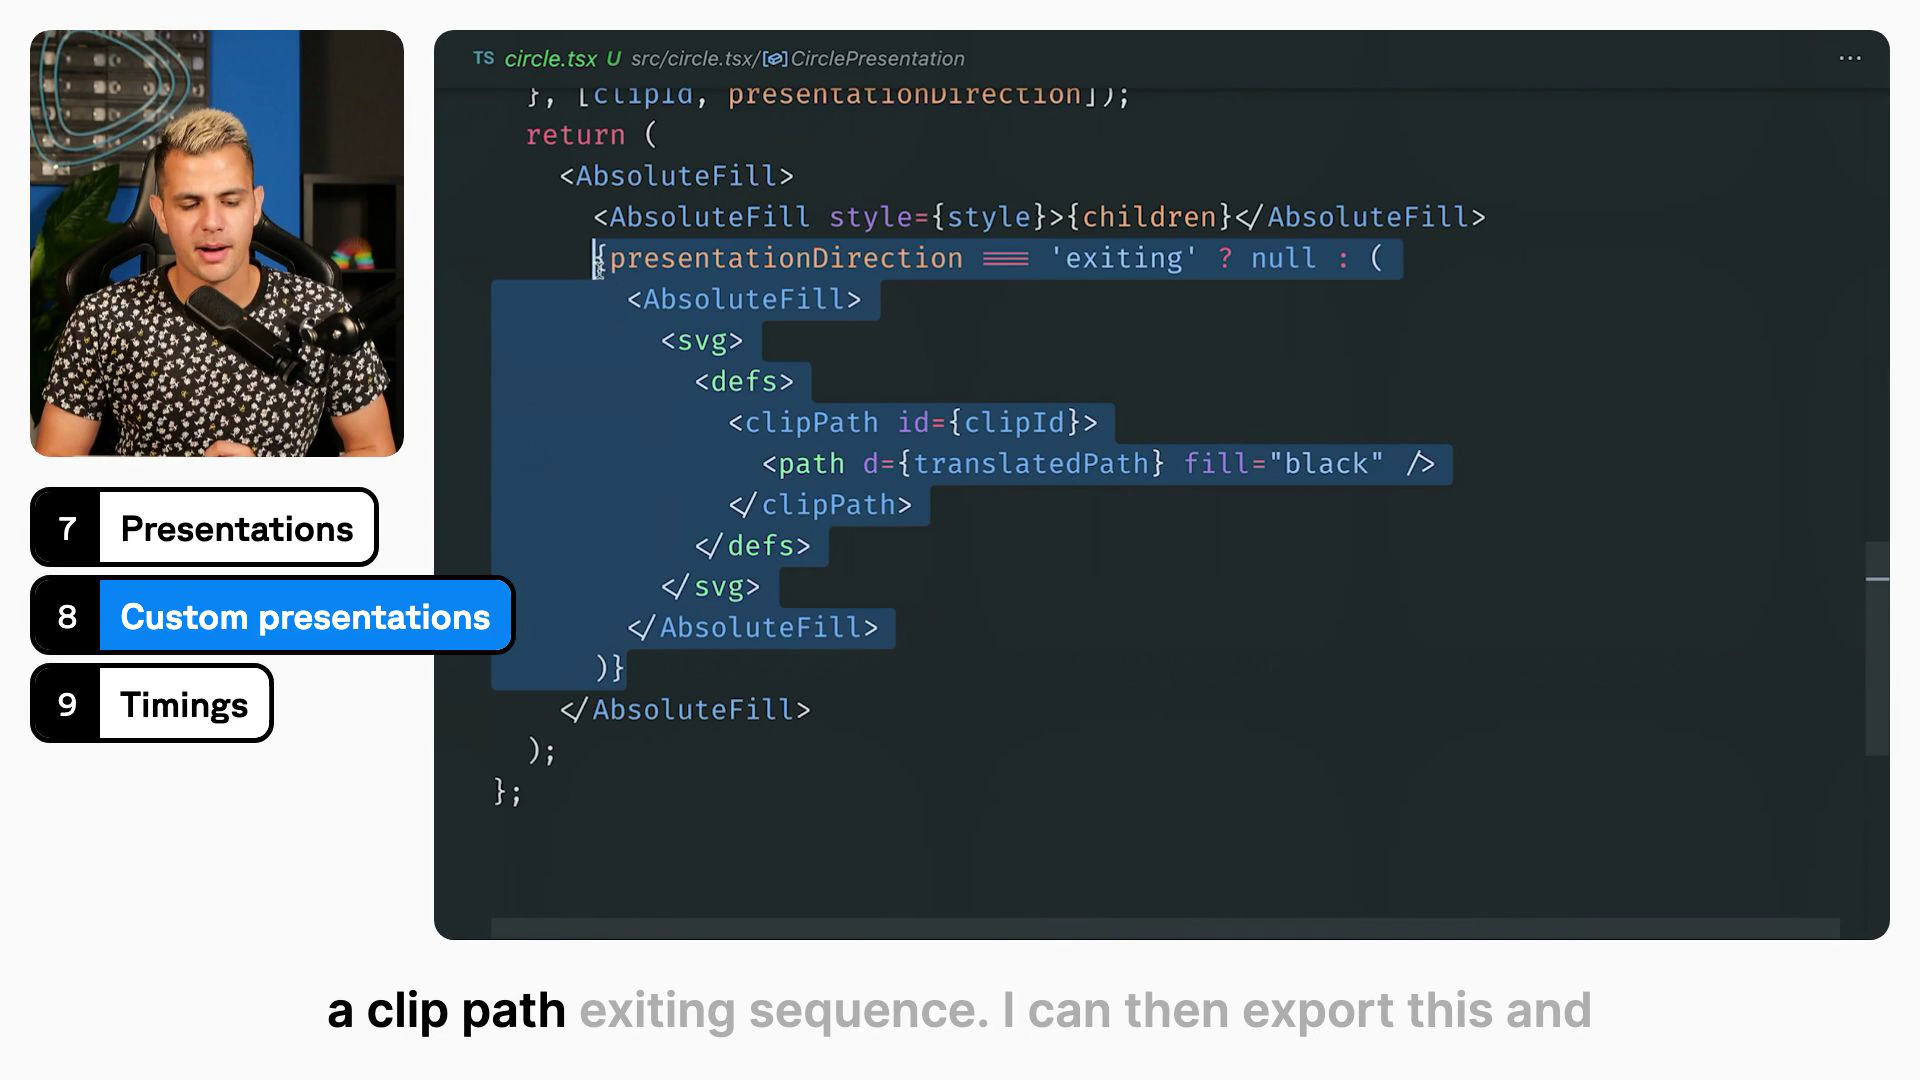 TS circle.tsx U src/circle.tsx/CirclePresentation ...
}, [clipId, presentationDirection]);
return (
<AbsoluteFill>
<AbsoluteFill style={style}>{children}</AbsoluteFill>
{presentationDirection === 'exiting' ? null : (
<AbsoluteFill>
<svg>
<defs>
<clipPath id={clipId}>
<path d={translatedPath} fill="black" />
</clipPath>
</defs>
</svg>
</AbsoluteFill>
)}
</AbsoluteFill>
);
};
7 Presentations
8 Custom presentations
9 Timings
a clip path exiting sequence. I can then export this and